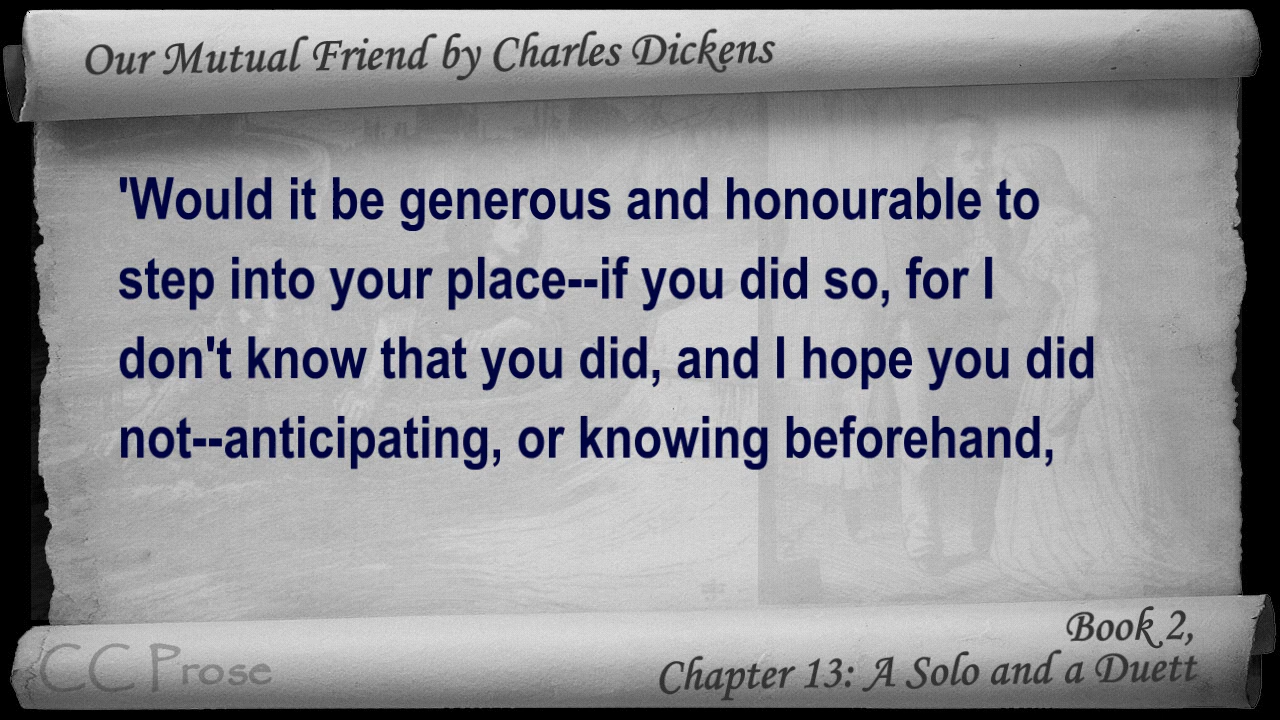 Our Mutual Friend by Charles Dickens
'Would it be generous and honourable to
step into your place--if you did so, for I
don't know that you did, and I hope you did
not--anticipating, or knowing beforehand,
Book 2,
CC Prose
Chapter 13: A Solo and a Duett